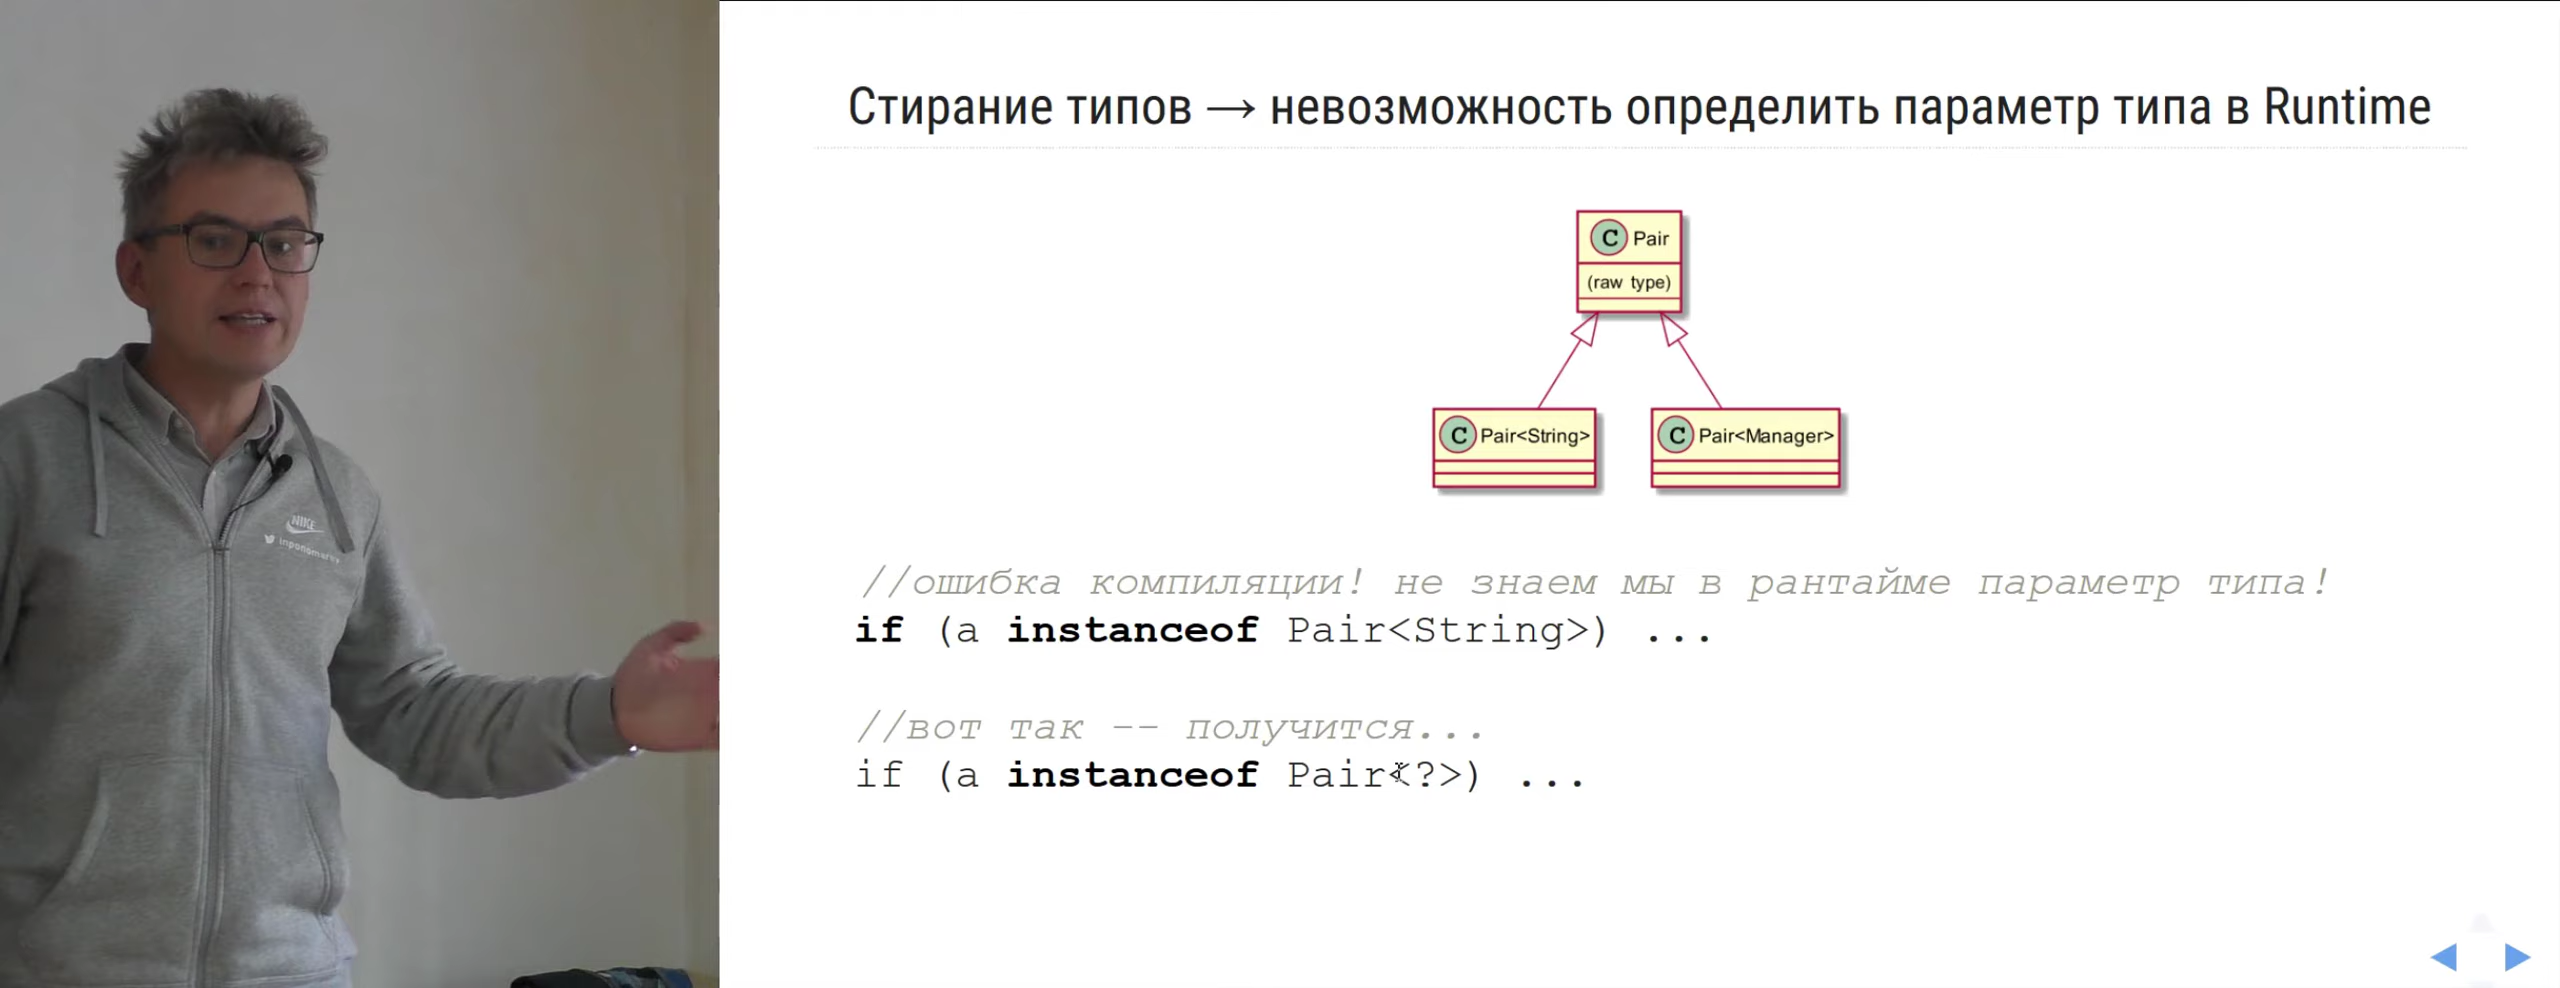 Стирание типов → невозможность определить параметр типа в Runtime
C Pair
(raw type)
C Pair<String>
C Pair<Manager>
//ошибка компиляции! не знаем мы в рантайме параметр типа!
if (a instanceof Pair<String>) ...
//вот так -- получится...
if (a instanceof Pair<?>) ...
NIKE